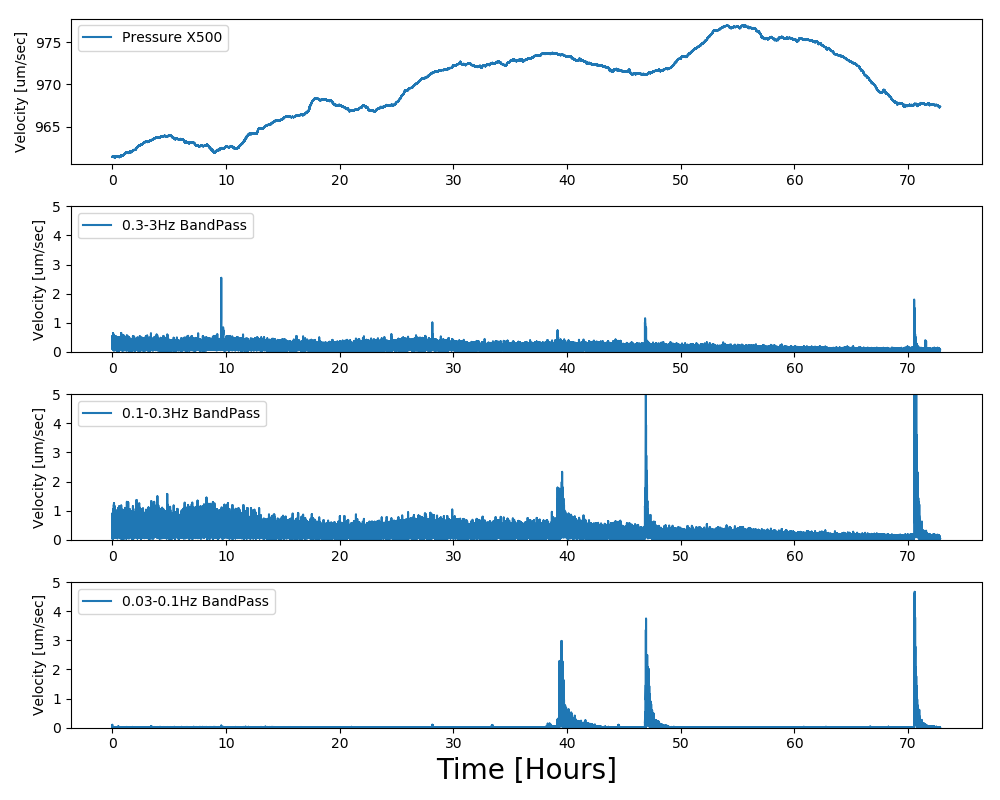 Velocity [um/sec]
975
970
965
Pressure X500
0 10 20 30 40 50 60 70
Velocity [um/sec]
5
4
3
2
1
0
0.3-3Hz BandPass
0 10 20 30 40 50 60 70
Velocity [um/sec]
5
4
3
2
1
0
0.1-0.3Hz BandPass
0 10 20 30 40 50 60 70
Velocity [um/sec]
5
4
3
2
1
0
0.03-0.1Hz BandPass
0 10 20 30 40 50 60 70
Time [Hours]